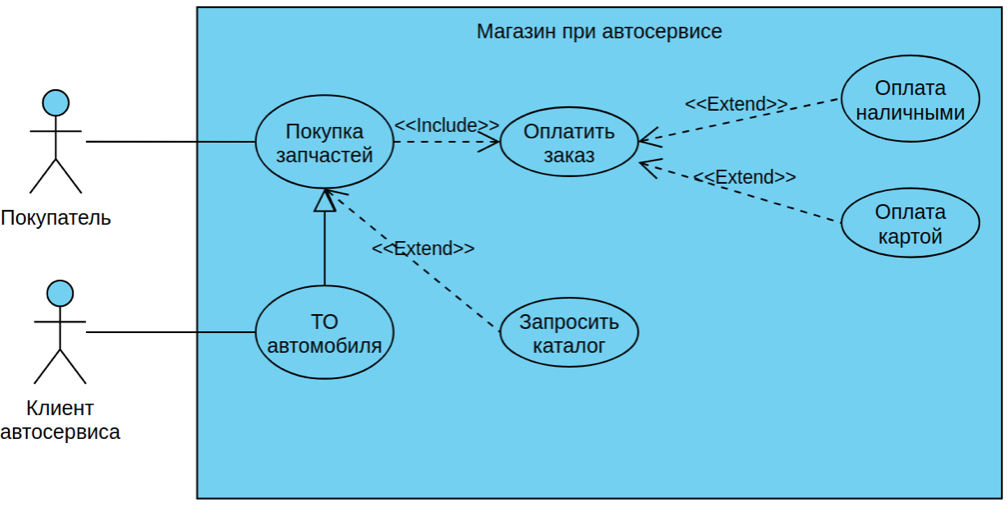 Магазин при автосервисе
Оплата
наличными
<<Extend>>
Покупка
запчастей
<<Include>>
Оплатить
заказ
<<Extend>>
Покупатель
Оплата
картой
<<Extend>>
ТО
автомобиля
Запросить
каталог
Клиент
автосервиса